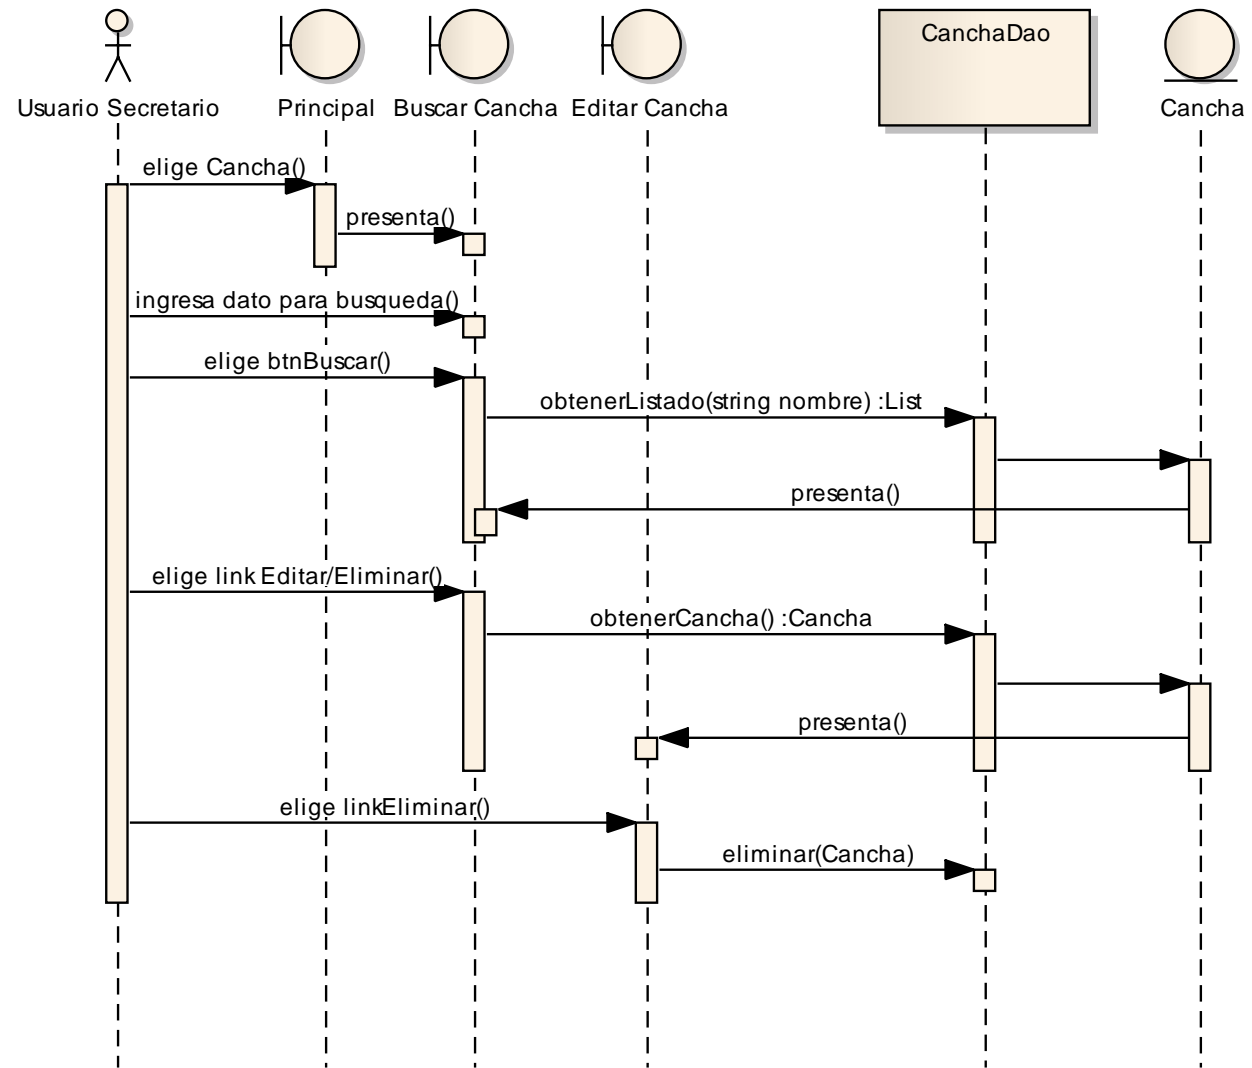 CanchaDao
Usuario Secretario
Principal
Buscar Cancha
Editar Cancha
Cancha
elige Cancha()
presenta()
ingresa dato para busqueda()
elige btnBuscar()
obtenerListado(string nombre) :List
presenta()
elige link Editar/Eliminar()
obtenerCancha() :Cancha
presenta()
elige linkEliminar()
eliminar(Cancha)